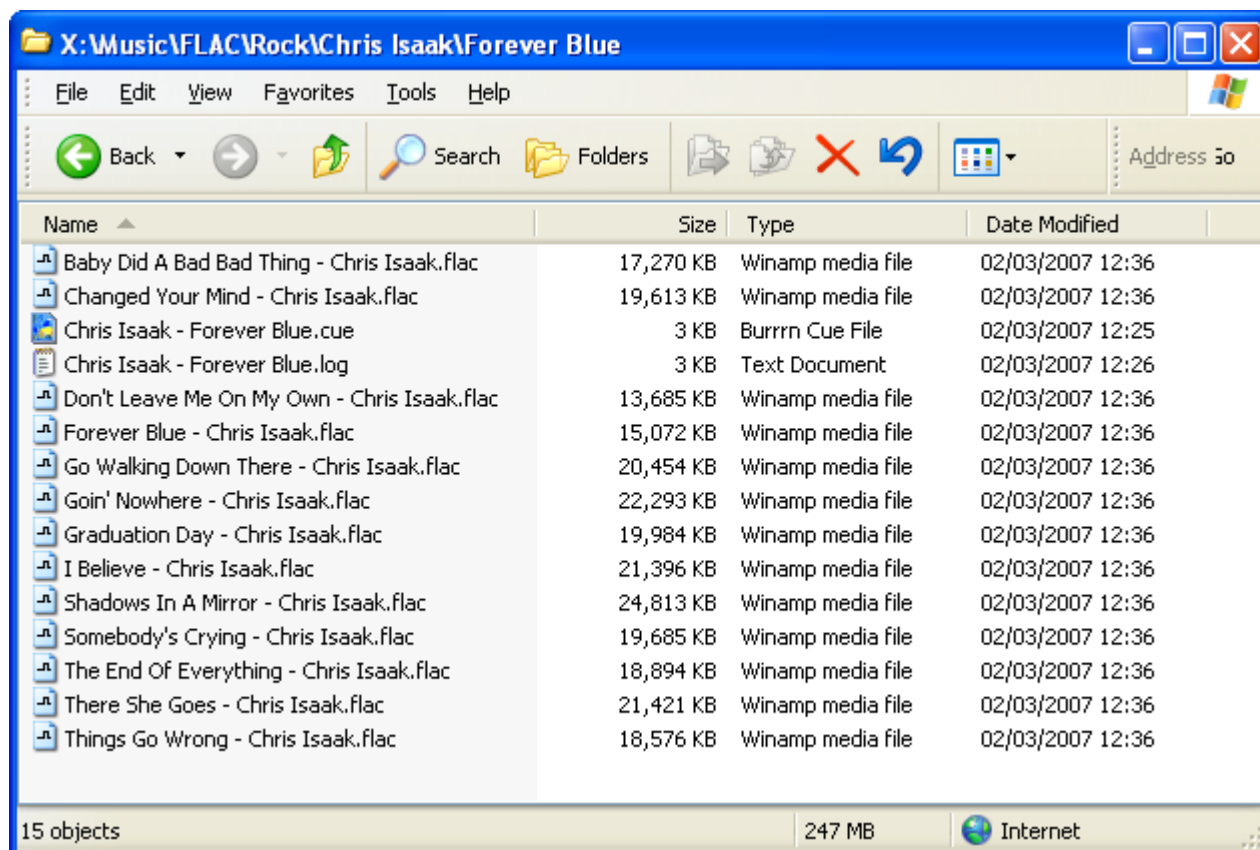 X:\Music\FLAC\Rock\Chris Isaak\Forever Blue
File Edit View Favorites Tools Help
Back Search Folders Address Go
Name Size Type Date Modified
Baby Did A Bad Bad Thing - Chris Isaak.flac 17,270 KB Winamp media file 02/03/2007 12:36
Changed Your Mind - Chris Isaak.flac 19,613 KB Winamp media file 02/03/2007 12:36
Chris Isaak - Forever Blue.cue 3 KB Burrrn Cue File 02/03/2007 12:25
Chris Isaak - Forever Blue.log 3 KB Text Document 02/03/2007 12:26
Don't Leave Me On My Own - Chris Isaak.flac 13,685 KB Winamp media file 02/03/2007 12:36
Forever Blue - Chris Isaak.flac 15,072 KB Winamp media file 02/03/2007 12:36
Go Walking Down There - Chris Isaak.flac 20,454 KB Winamp media file 02/03/2007 12:36
Goin' Nowhere - Chris Isaak.flac 22,293 KB Winamp media file 02/03/2007 12:36
Graduation Day - Chris Isaak.flac 19,984 KB Winamp media file 02/03/2007 12:36
I Believe - Chris Isaak.flac 21,396 KB Winamp media file 02/03/2007 12:36
Shadows In A Mirror - Chris Isaak.flac 24,813 KB Winamp media file 02/03/2007 12:36
Somebody's Crying - Chris Isaak.flac 19,685 KB Winamp media file 02/03/2007 12:36
The End Of Everything - Chris Isaak.flac 18,894 KB Winamp media file 02/03/2007 12:36
There She Goes - Chris Isaak.flac 21,421 KB Winamp media file 02/03/2007 12:36
Things Go Wrong - Chris Isaak.flac 18,576 KB Winamp media file 02/03/2007 12:36
15 objects 247 MB Internet